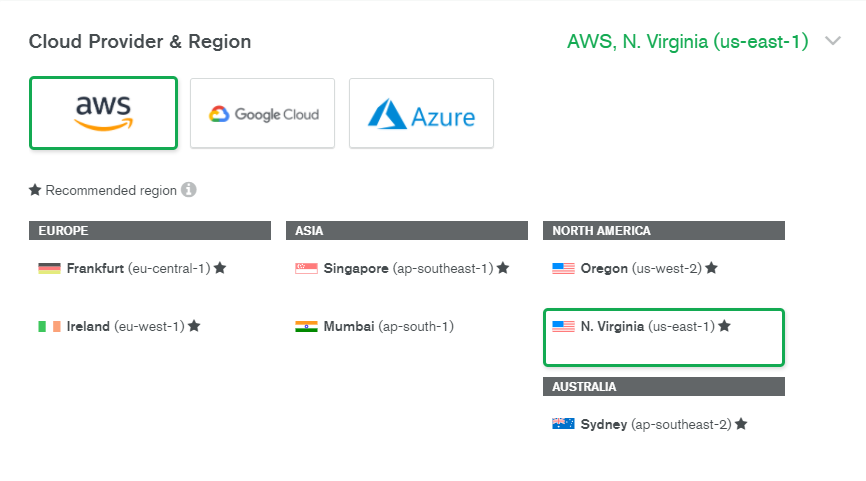 Cloud Provider & Region
AWS, N. Virginia (us-east-1)
aws
Google Cloud
Azure
★ Recommended region i
EUROPE
Frankfurt (eu-central-1) ★
Ireland (eu-west-1) ★
ASIA
Singapore (ap-southeast-1) ★
Mumbai (ap-south-1)
NORTH AMERICA
Oregon (us-west-2) ★
N. Virginia (us-east-1) ★
AUSTRALIA
Sydney (ap-southeast-2) ★